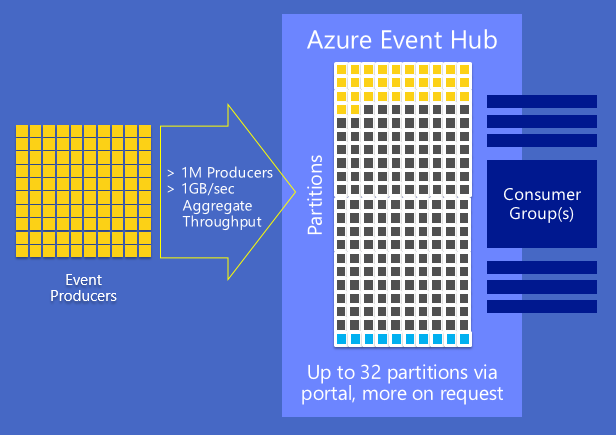 Azure Event Hub
> 1M Producers
> 1GB/sec
Aggregate
Throughput
Event
Producers
Partitions
Consumer
Group(s)
Up to 32 partitions via
portal, more on request